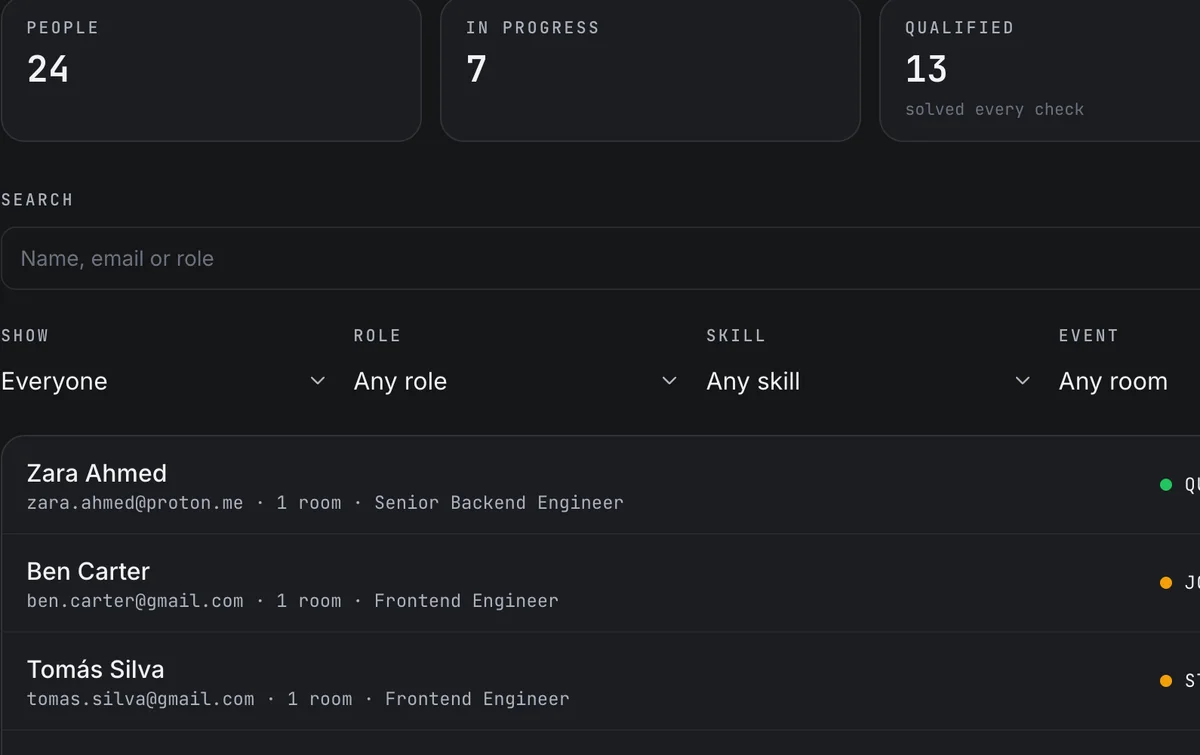 PEOPLE
24
IN PROGRESS
7
QUALIFIED
13
solved every check
SEARCH
Name, email or role
SHOW
Everyone
ROLE
Any role
SKILL
Any skill
EVENT
Any room
Zara Ahmed
zara.ahmed@proton.me · 1 room · Senior Backend Engineer
Ben Carter
ben.carter@gmail.com · 1 room · Frontend Engineer
Tomás Silva
tomas.silva@gmail.com · 1 room · Frontend Engineer